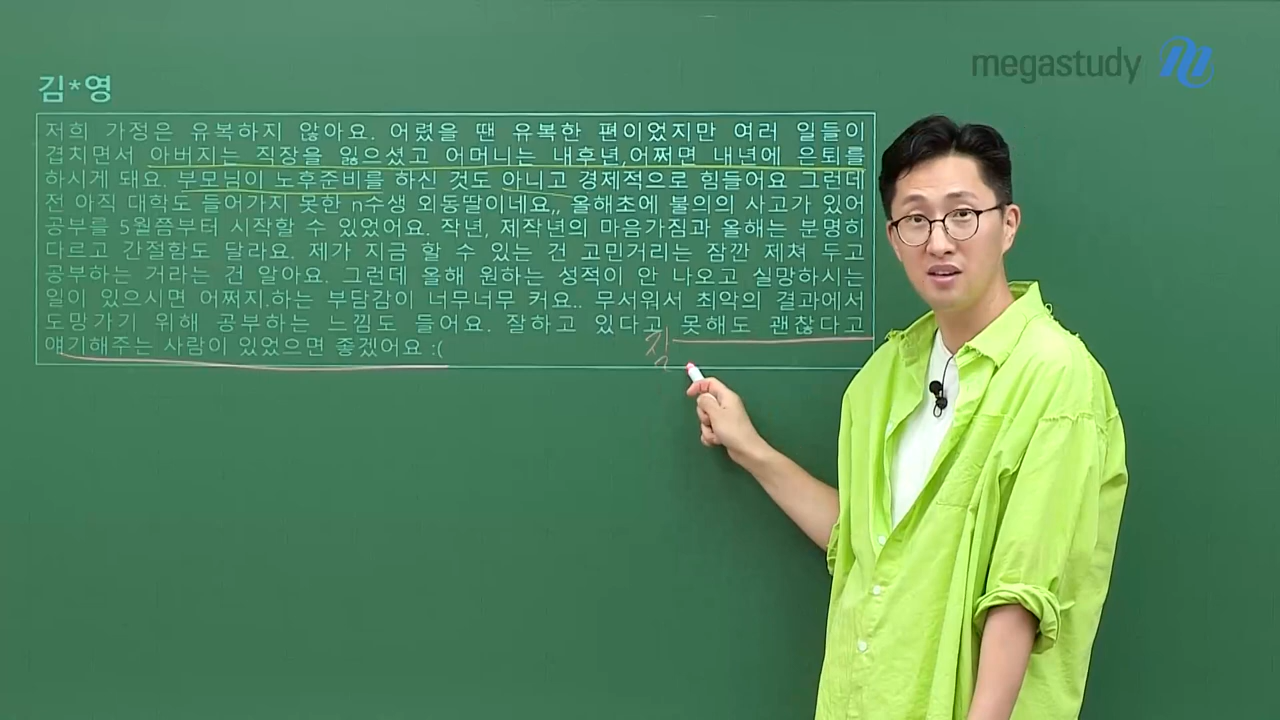 megastudy
김*영
저희 가정은 유복하지 않아요. 어렸을 땐 유복한 편이었지만 여러 일들이
겹치면서 아버지는 직장을 잃으셨고 어머니는 내후년,어쩌면 내년에 은퇴를
하시게 돼요. 부모님이 노후준비를 하신 것도 아니고 경제적으로 힘들어요 그런데
전 아직 대학도 들어가지 못한 n수생 외동딸이네요,, 올해초에 불의의 사고가 있어
공부를 5월쯤부터 시작할 수 있었어요. 작년, 제작년의 마음가짐과 올해는 분명히
다르고 간절함도 달라요. 제가 지금 할 수 있는 건 고민거리는 잠깐 제쳐 두고
공부하는 거라는 건 알아요. 그런데 올해 원하는 성적이 안 나오고 실망하시는
일이 있으시면 어쩌지.하는 부담감이 너무너무 커요.. 무서워서 최악의 결과에서
도망가기 위해 공부하는 느낌도 들어요. 잘하고 있다고 못해도 괜찮다고
얘기해주는 사람이 있었으면 좋겠어요 :(